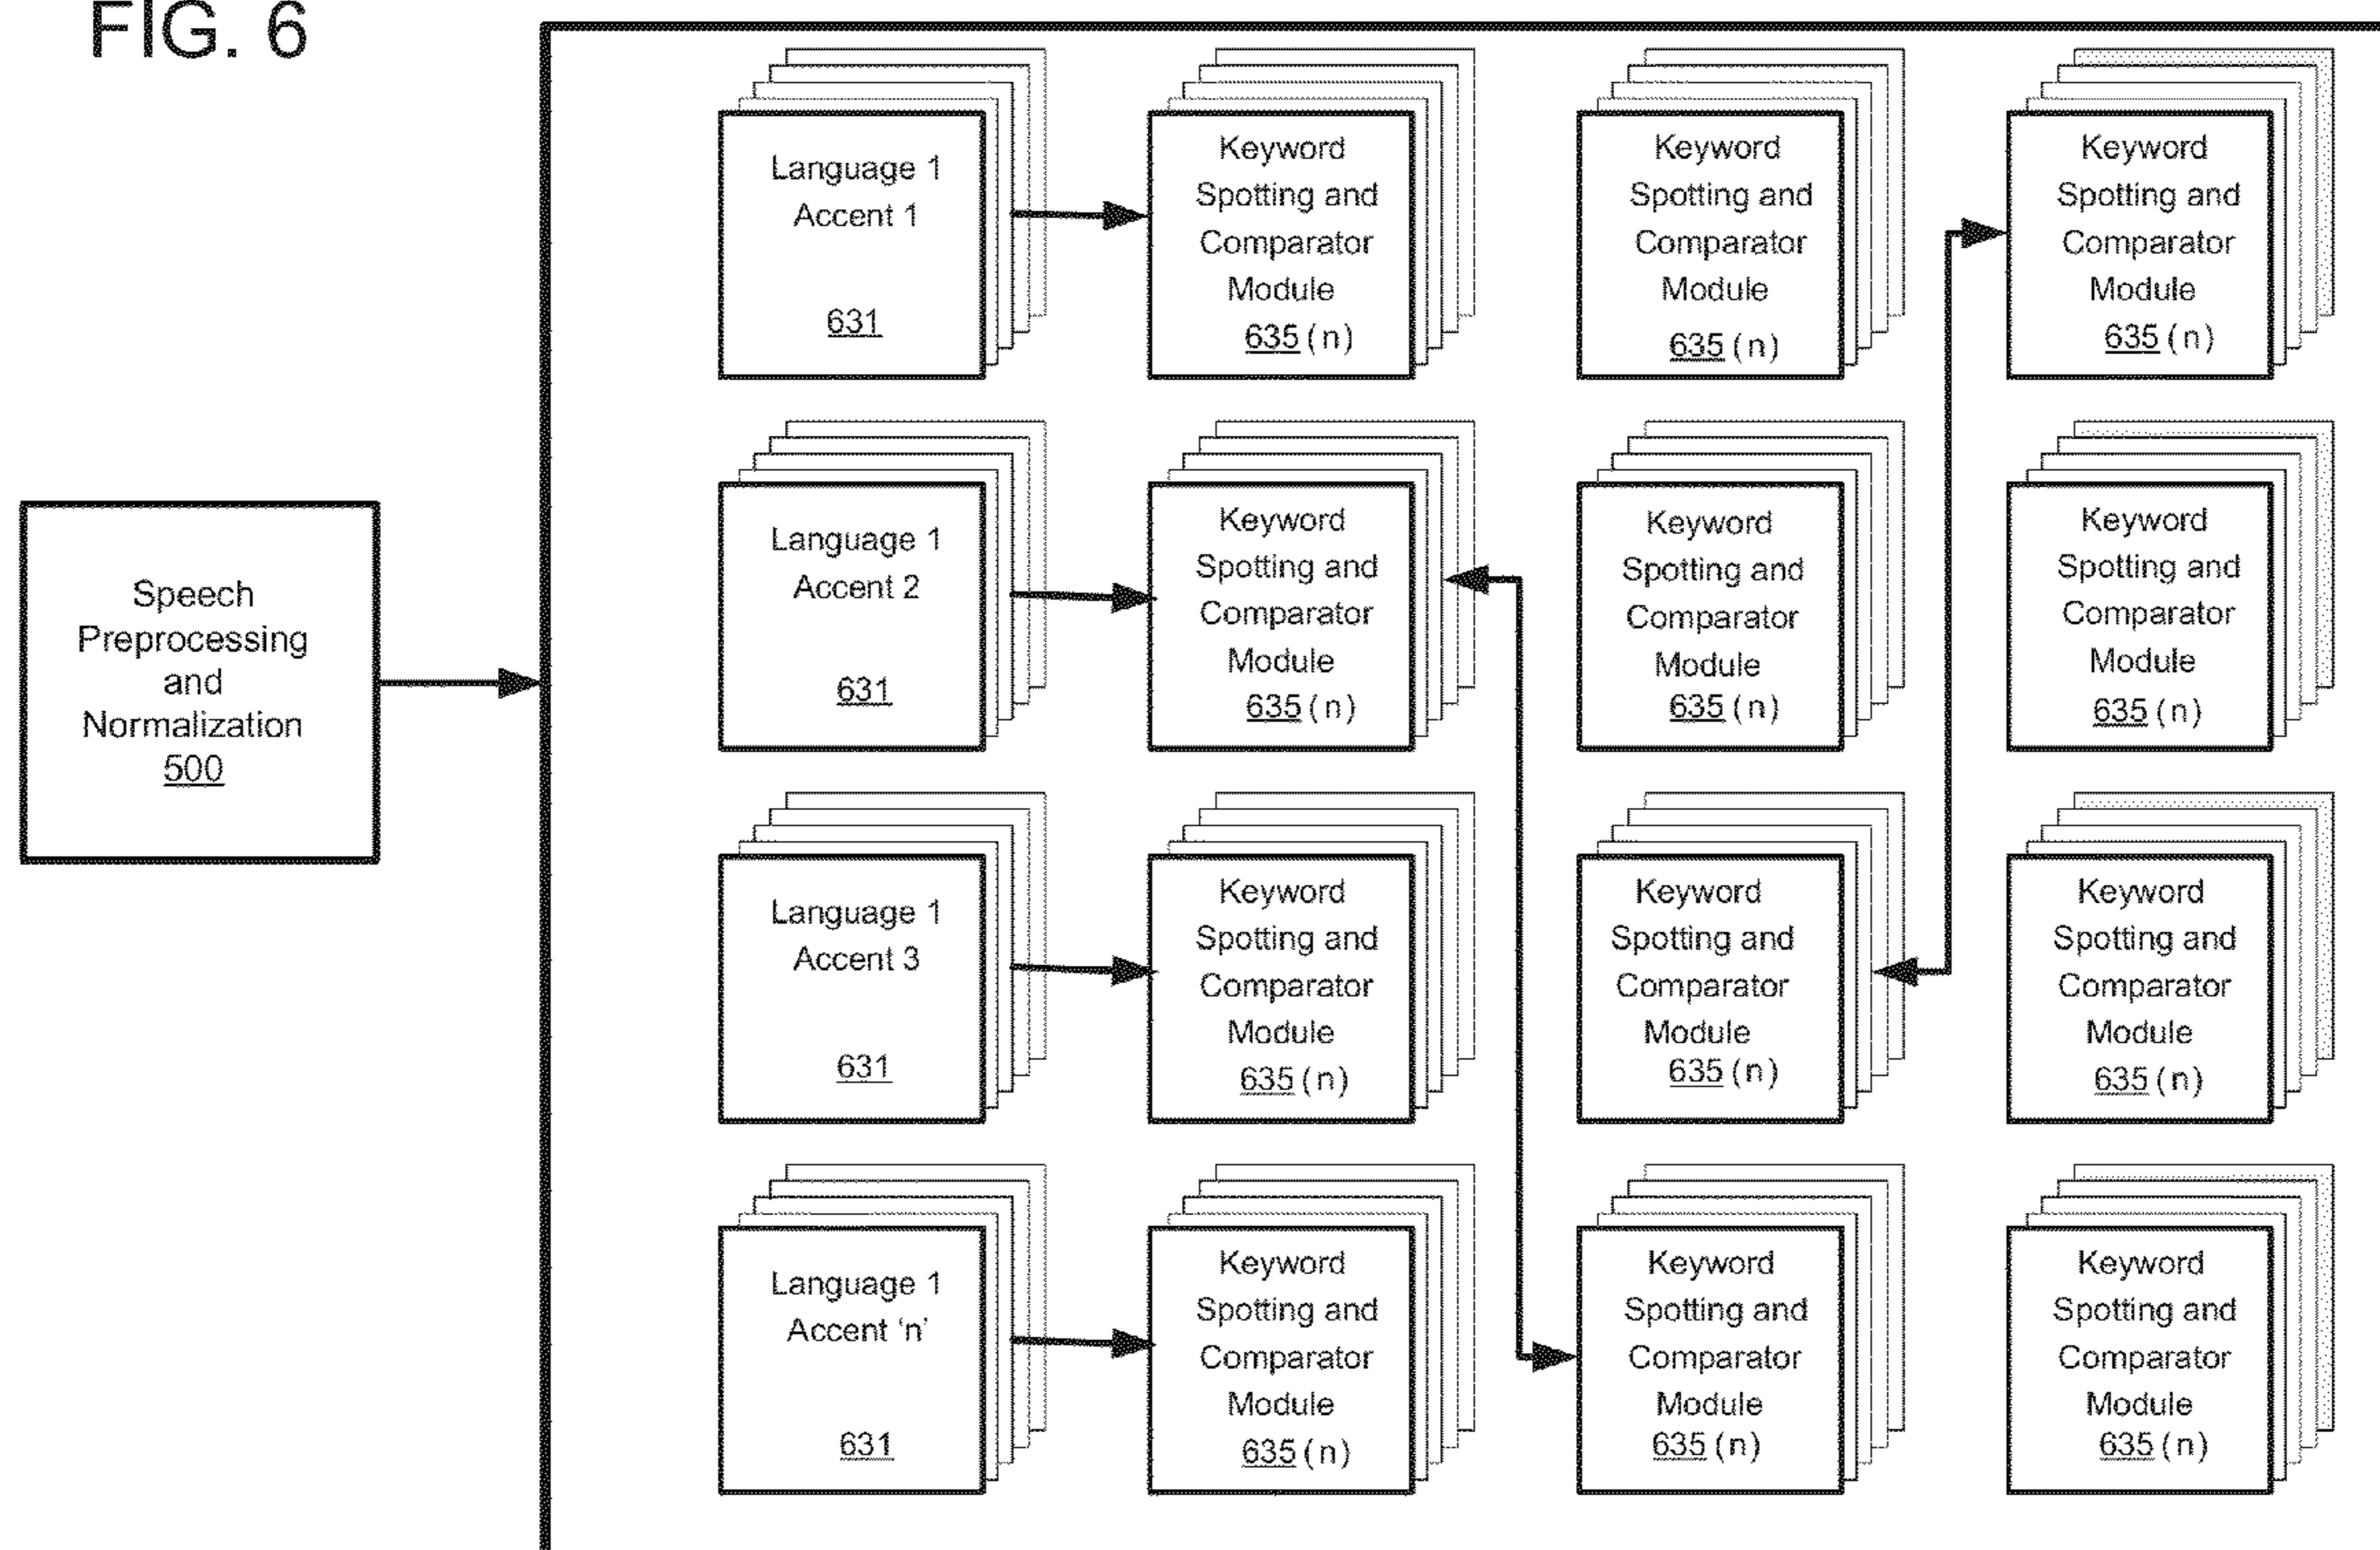 FIG. 6
Speech
Preprocessing
and
Normalization
500
Language 1
Accent 1
631
Keyword
Spotting and
Comparator
Module
635 (n)
Keyword
Spotting and
Comparator
Module
635 (n)
Keyword
Spotting and
Comparator
Module
635 (n)
Language 1
Accent 2
631
Keyword
Spotting and
Comparator
Module
635 (n)
Keyword
Spotting and
Comparator
Module
635 (n)
Keyword
Spotting and
Comparator
Module
635 (n)
Language 1
Accent 3
631
Keyword
Spotting and
Comparator
Module
635 (n)
Keyword
Spotting and
Comparator
Module
635 (n)
Keyword
Spotting and
Comparator
Module
635 (n)
Language 1
Accent ‘n’
631
Keyword
Spotting and
Comparator
Module
635 (n)
Keyword
Spotting and
Comparator
Module
635 (n)
Keyword
Spotting and
Comparator
Module
635 (n)